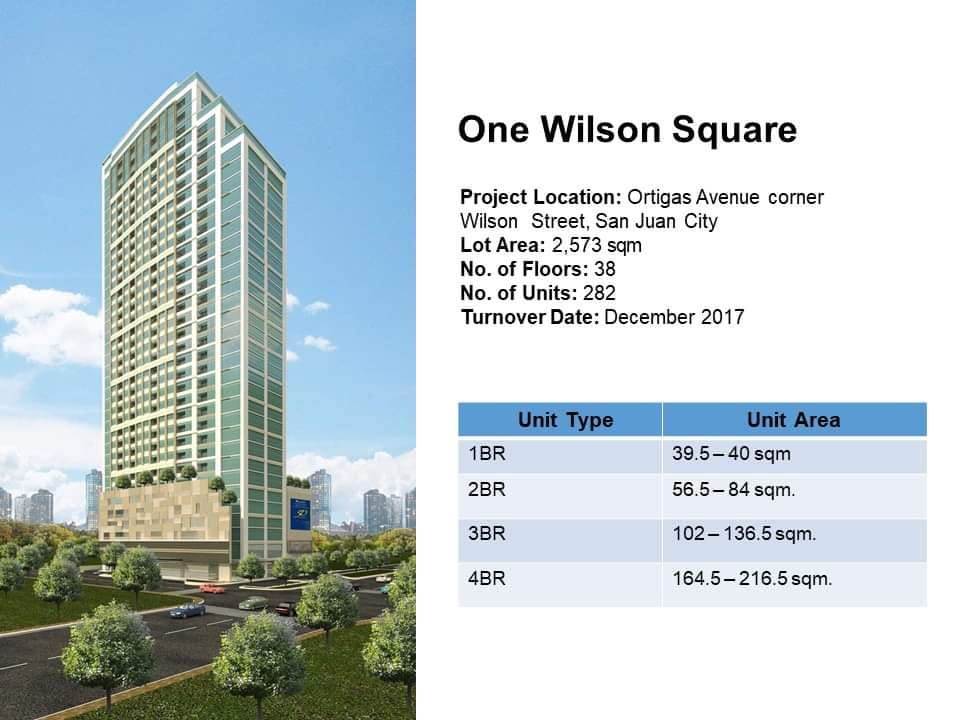 One Wilson Square
Project Location: Ortigas Avenue corner
Wilson Street, San Juan City
Lot Area: 2,573 sqm
No. of Floors: 38
No. of Units: 282
Turnover Date: December 2017
Unit Type Unit Area
1BR 39.5 – 40 sqm
2BR 56.5 – 84 sqm.
3BR 102 – 136.5 sqm.
4BR 164.5 – 216.5 sqm.